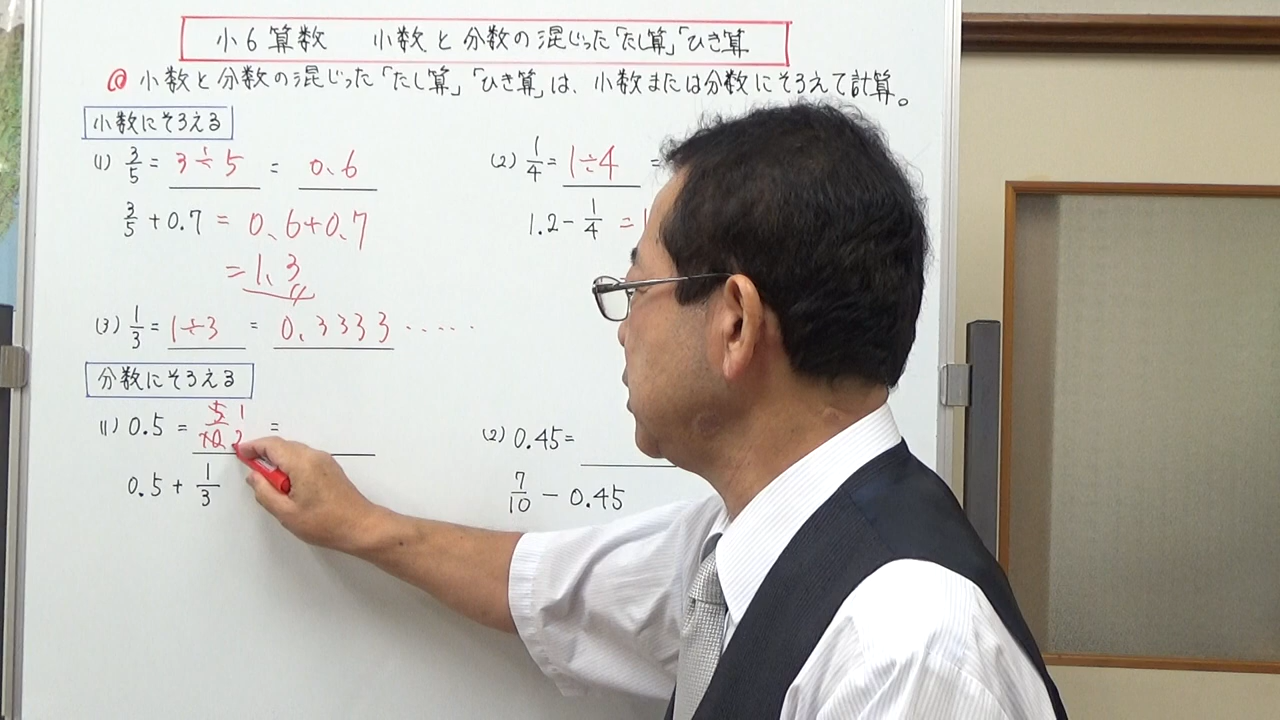 小6算数 小数と分数の混じった「たし算」「ひき算
◎ 小数と分数の混じった「たし算」「ひき算」は、小数または分数にそろえて計算。
小数にそろえる
(1) 3/5 = 3÷5 = 0.6
3/5 + 0.7 = 0.6+0.7
= 1.3
(2) 1/4 = 1÷4 =
1.2 - 1/4 = 1
(3) 1/3 = 1÷3 = 0.3333 ‥‥‥
分数にそろえる
(1) 0.5 = 5/10 1/2 =
0.5 + 1/3
(2) 0.45 =
7/10 - 0.45